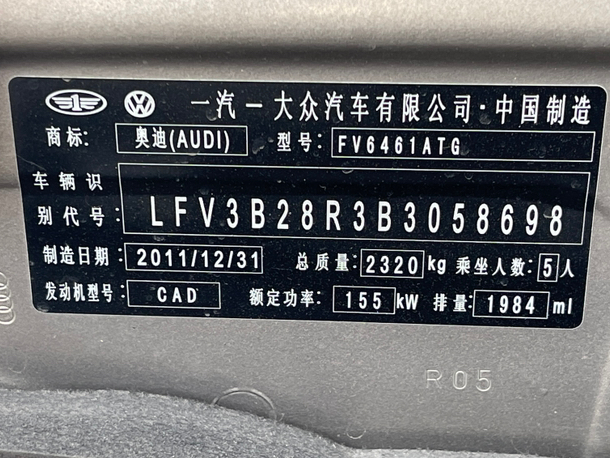 一汽－大众汽车有限公司·中国制造
商标: 奥迪(AUDI) 型号: FV6461ATG
车辆识
别代号: LFV3B28R3B3058698
制造日期: 2011/12/31 总质量: 2320 kg 乘坐人数: 5 人
发动机型号: CAD 额定功率: 155 kW 排量: 1984 ml
R05